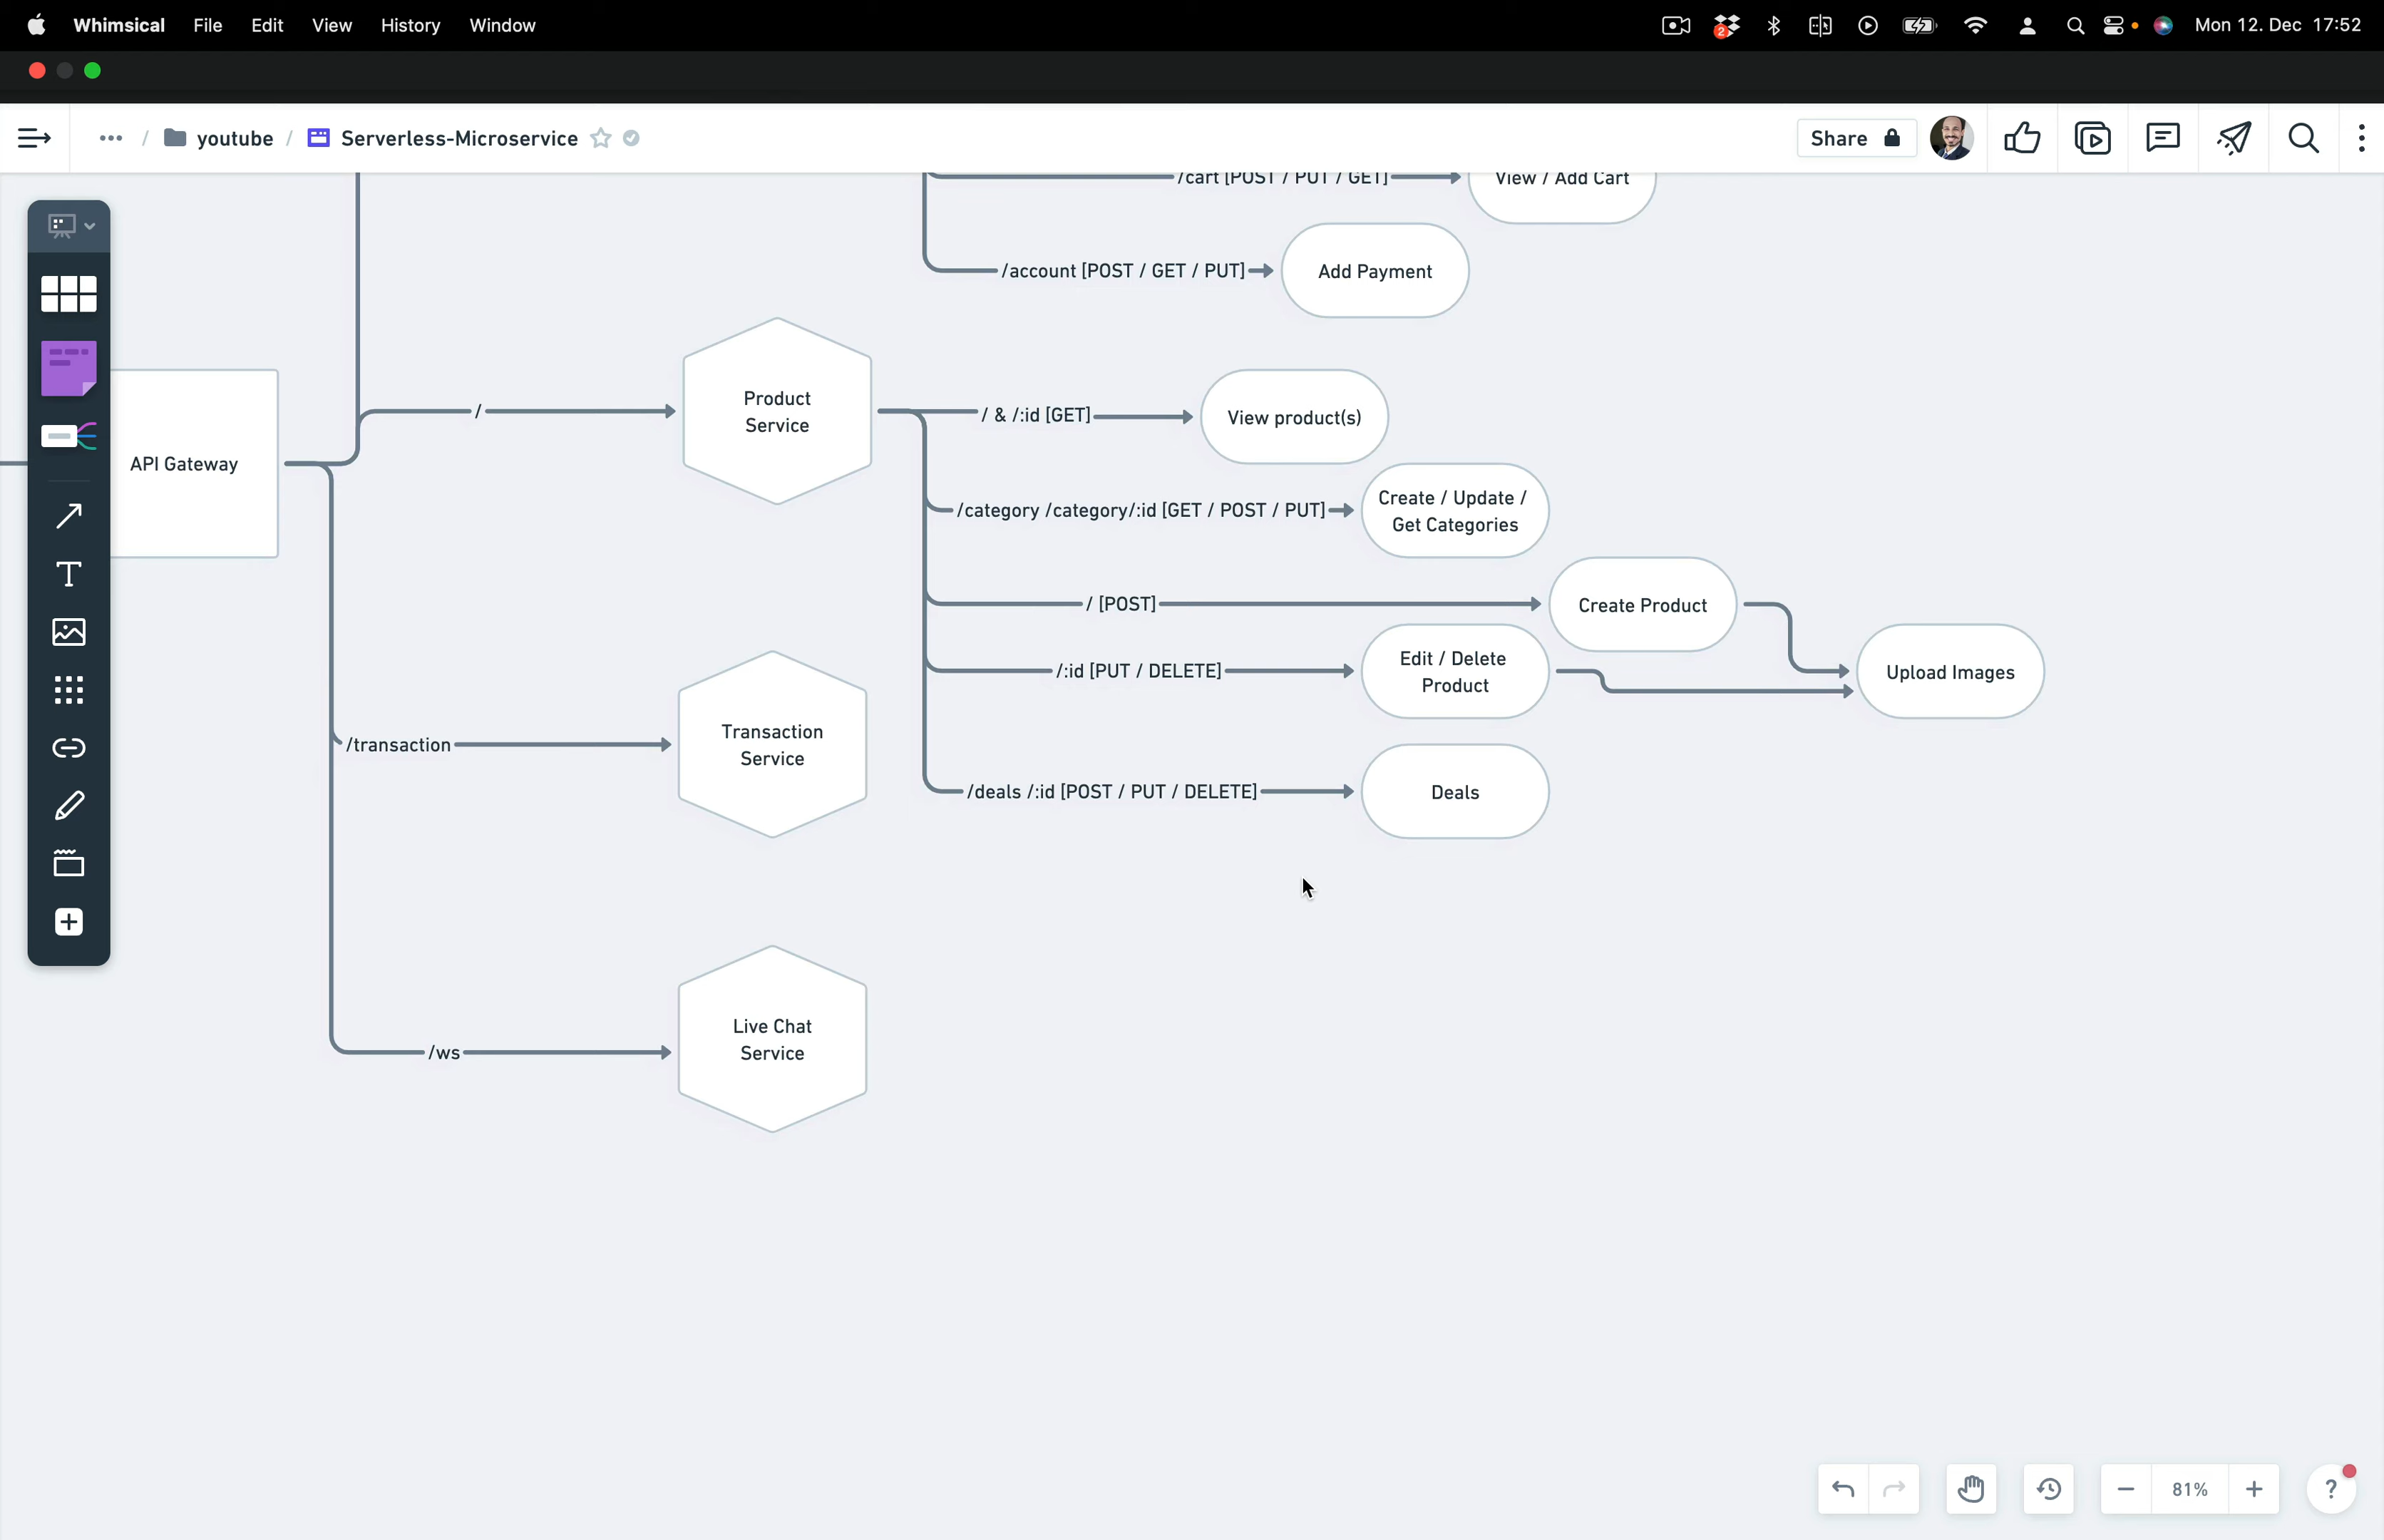 Whimsical File Edit View History Window
2
Mon 12. Dec 17:52
••• / youtube / Serverless-Microservice
Share
/cart [POST / PUT / GET]
View / Add Cart
/account [POST / GET / PUT]
Add Payment
API Gateway
/
Product
Service
/ & /:id [GET]
View product(s)
/category /category/:id [GET / POST / PUT]
Create / Update /
Get Categories
/ [POST]
Create Product
/:id [PUT / DELETE]
Edit / Delete
Product
Upload Images
/transaction
Transaction
Service
/deals /:id [POST / PUT / DELETE]
Deals
/ws
Live Chat
Service
81%
?